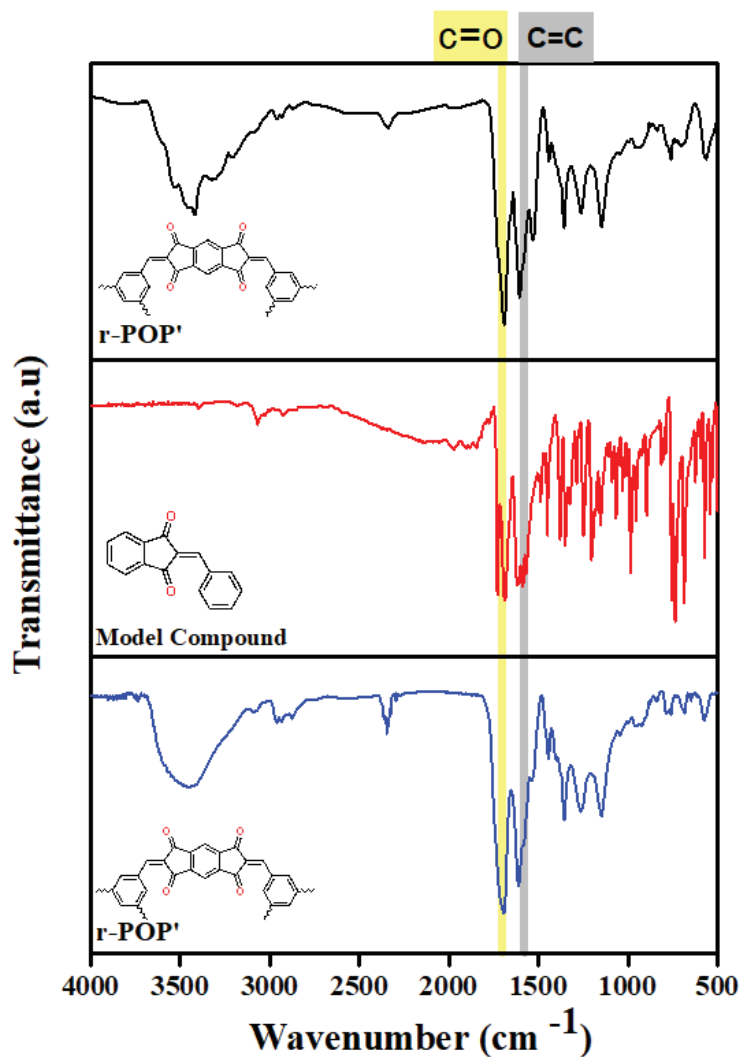 C=O C=C
O O
O O
r-POP'
O
O
Model Compound
O O
O O
r-POP'
Transmittance (a.u)
4000 3500 3000 2500 2000 1500 1000 500
Wavenumber (cm -1)